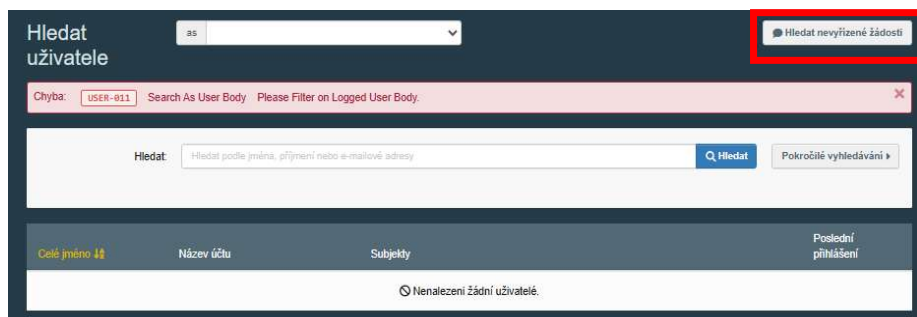 Hledat
uživatele
as
Hledat nevyřízené žádosti
Chyba: USER-011 Search As User Body Please Filter on Logged User Body.
Hledat: Hledat podle jména, příjmení nebo e-mailové adresy Hledat Pokročilé vyhledávání
Celé jméno Název účtu Subjekty Poslední
přihlášení
Nenalezeni žádní uživatelé.